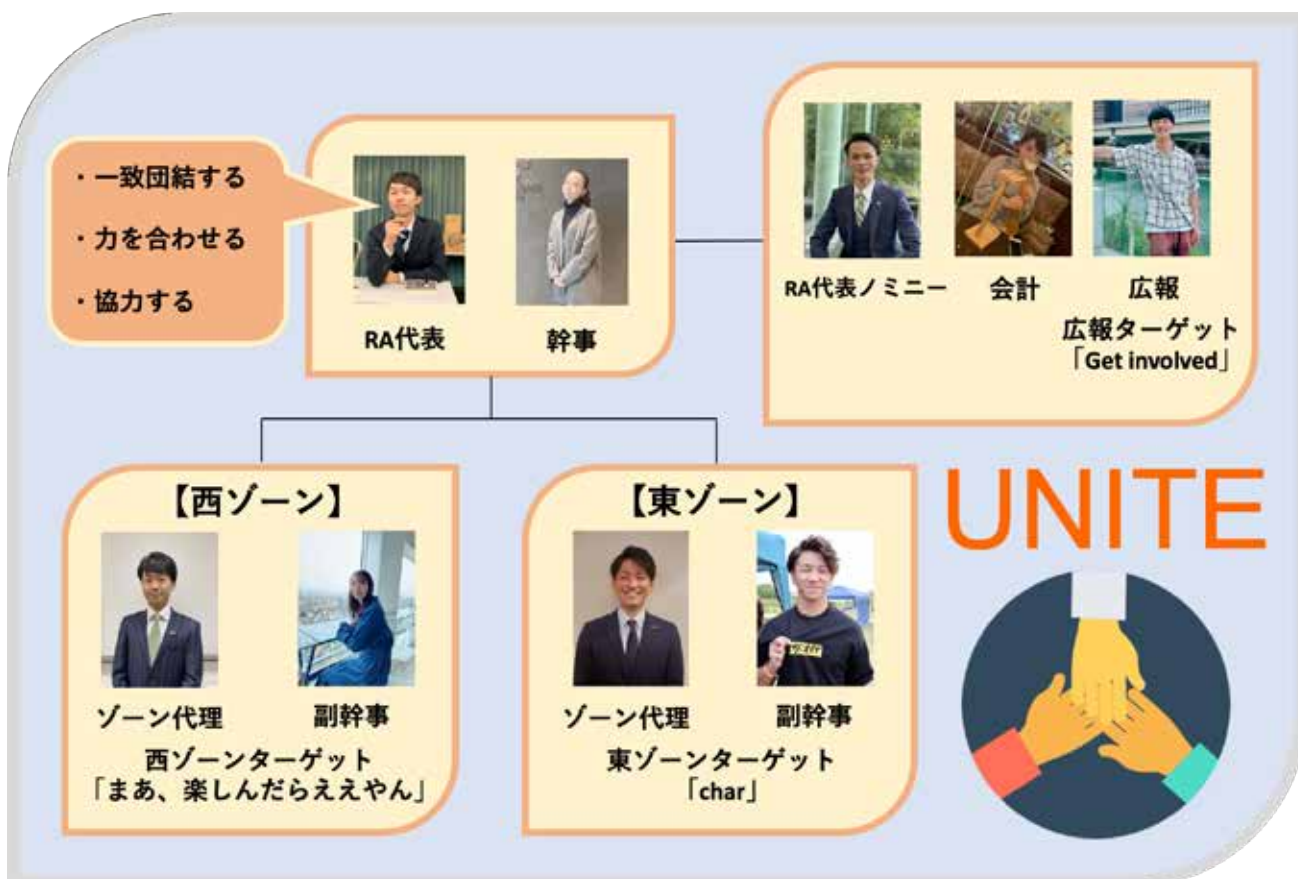 ・一致団結する
・力を合わせる
・協力する
RA代表
幹事
RA代表ノミニー
会計
広報
広報ターゲット
「Get involved」
【西ゾーン】
ゾーン代理
副幹事
西ゾーンターゲット
「まあ、楽しんだらええやん」
【東ゾーン】
ゾーン代理
副幹事
東ゾーンターゲット
「char」
UNITE